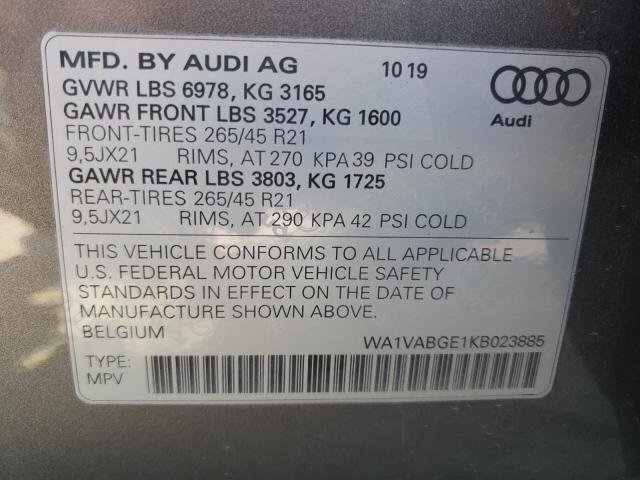 MFD. BY AUDI AG 10 19
GVWR LBS 6978, KG 3165
GAWR FRONT LBS 3527, KG 1600
Audi
FRONT-TIRES 265/45 R21
9,5JX21 RIMS, AT 270 KPA 39 PSI COLD
GAWR REAR LBS 3803, KG 1725
REAR-TIRES 265/45 R21
9,5JX21 RIMS, AT 290 KPA 42 PSI COLD
THIS VEHICLE CONFORMS TO ALL APPLICABLE
U.S. FEDERAL MOTOR VEHICLE SAFETY
STANDARDS IN EFFECT ON THE DATE OF
MANUFACTURE SHOWN ABOVE.
BELGIUM WA1VABGE1KB023885
TYPE:
MPV